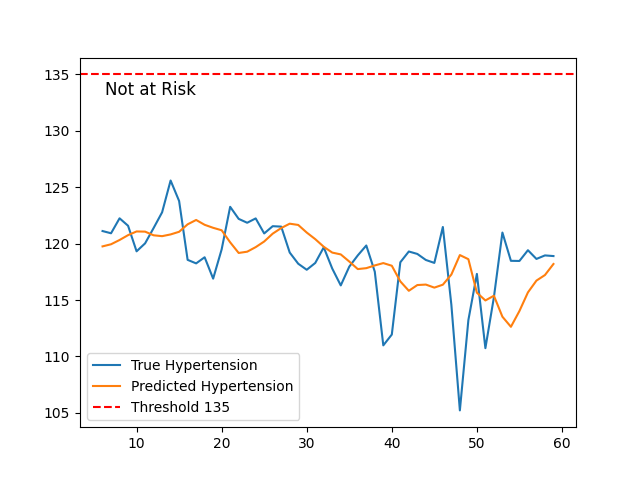 135
130
125
120
115
110
105
Not at Risk
True Hypertension
Predicted Hypertension
Threshold 135
10 20 30 40 50 60